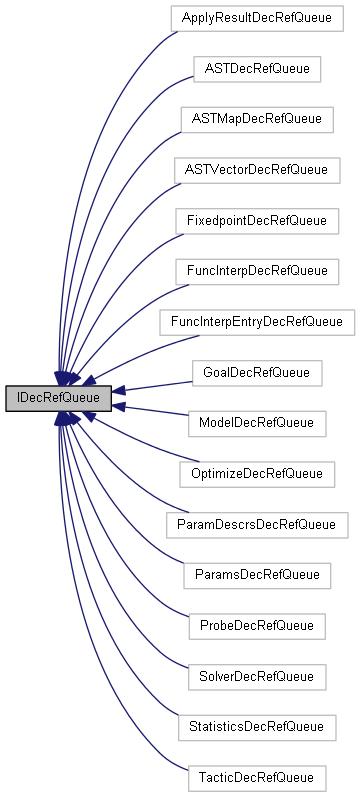 ApplyResultDecRefQueue
ASTDecRefQueue
ASTMapDecRefQueue
ASTVectorDecRefQueue
FixedpointDecRefQueue
FuncInterpDecRefQueue
FuncInterpEntryDecRefQueue
GoalDecRefQueue
IDecRefQueue
ModelDecRefQueue
OptimizeDecRefQueue
ParamDescrsDecRefQueue
ParamsDecRefQueue
ProbeDecRefQueue
SolverDecRefQueue
StatisticsDecRefQueue
TacticDecRefQueue